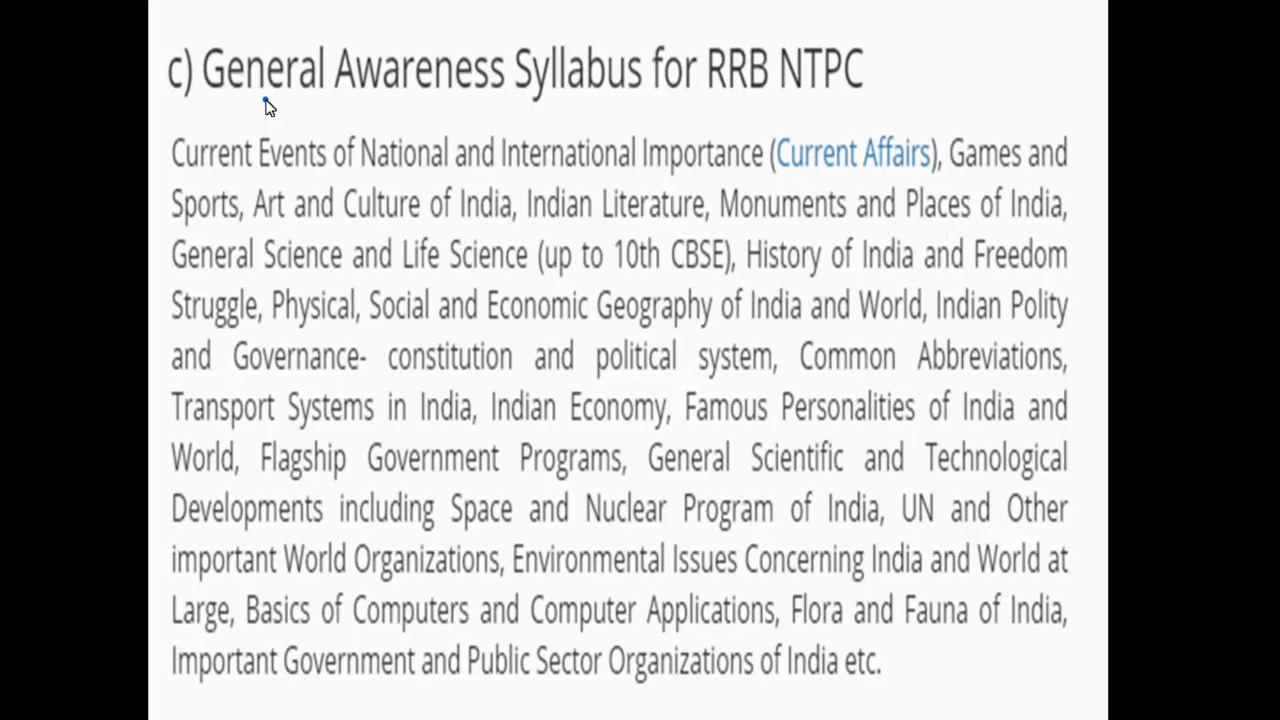 c) General Awareness Syllabus for RRB NTPC
Current Events of National and International Importance (Current Affairs), Games and
Sports, Art and Culture of India, Indian Literature, Monuments and Places of India,
General Science and Life Science (up to 10th CBSE), History of India and Freedom
Struggle, Physical, Social and Economic Geography of India and World, Indian Polity
and Governance- constitution and political system, Common Abbreviations,
Transport Systems in India, Indian Economy, Famous Personalities of India and
World, Flagship Government Programs, General Scientific and Technological
Developments including Space and Nuclear Program of India, UN and Other
important World Organizations, Environmental Issues Concerning India and World at
Large, Basics of Computers and Computer Applications, Flora and Fauna of India,
Important Government and Public Sector Organizations of India etc.